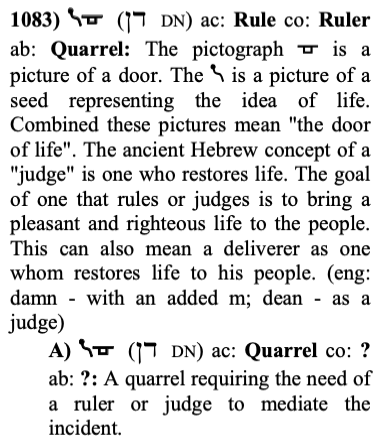 1083) (דן DN) ac: Rule co: Ruler
ab: Quarrel: The pictograph is a
picture of a door. The is a picture of a
seed representing the idea of life.
Combined these pictures mean "the door
of life". The ancient Hebrew concept of a
"judge" is one who restores life. The goal
of one that rules or judges is to bring a
pleasant and righteous life to the people.
This can also mean a deliverer as one
whom restores life to his people. (eng:
damn - with an added m; dean - as a
judge)
A) (דן DN) ac: Quarrel co: ?
ab: ?: A quarrel requiring the need of
a ruler or judge to mediate the
incident.